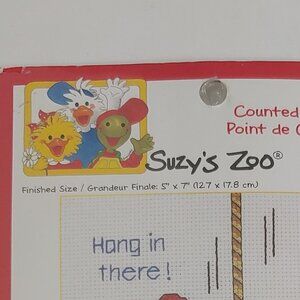 Counted
Point de
Suzy's Zoo®
Finished Size / Grandeur Finale: 5" x 7" (12.7 x 17.8 cm)
Hang in
there!